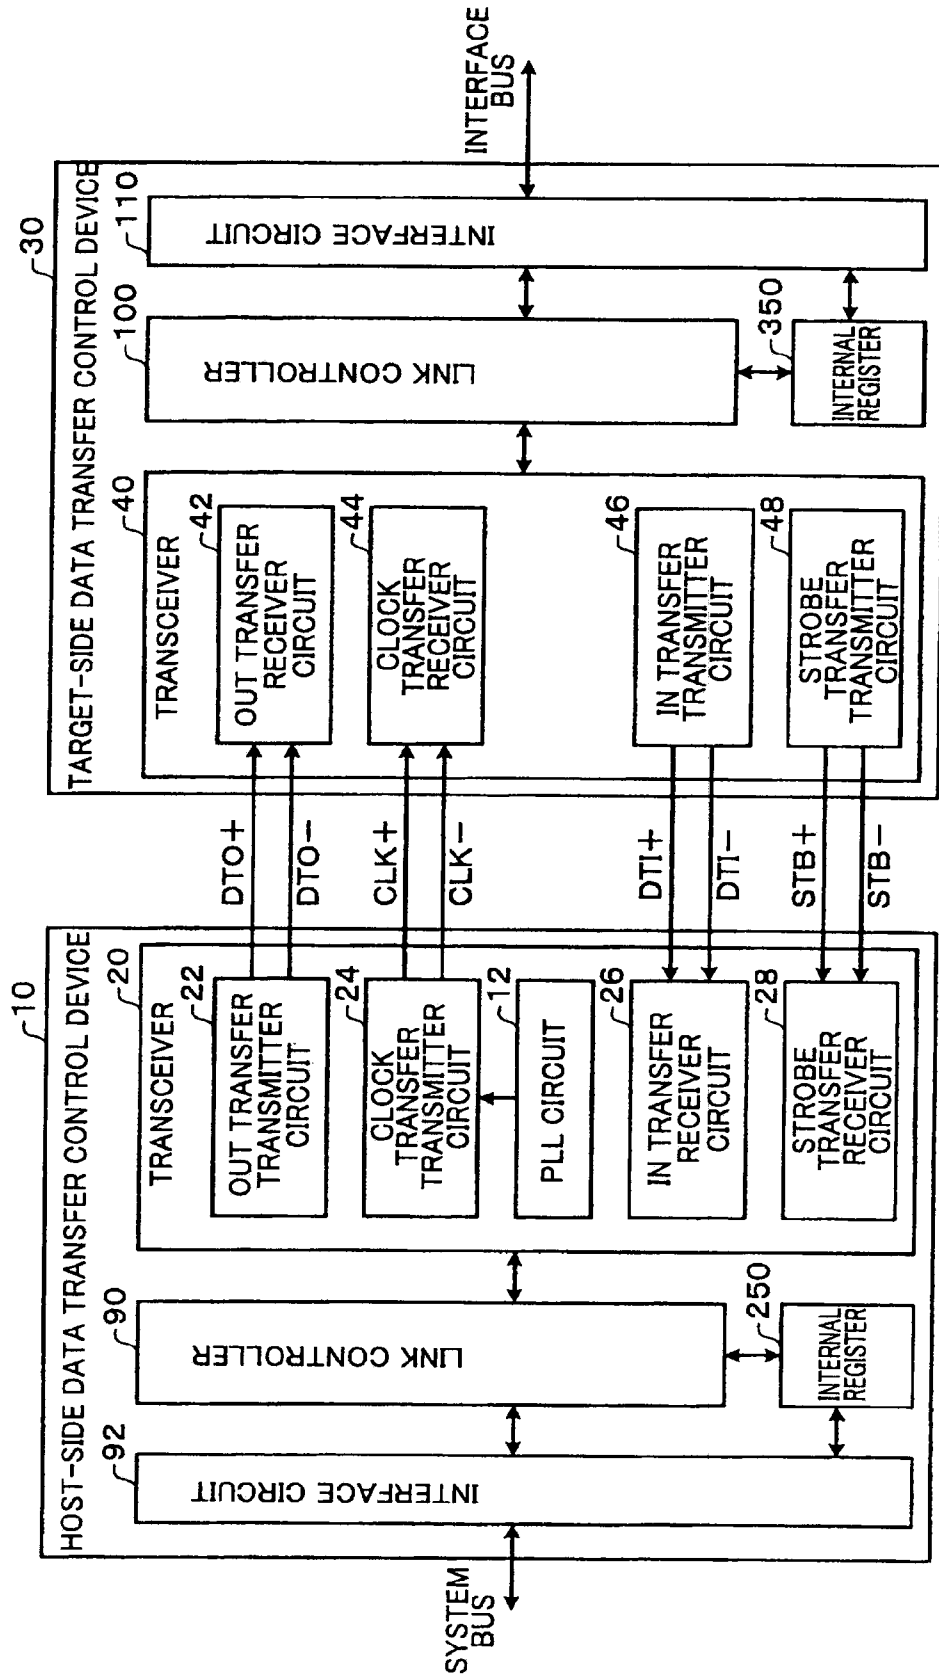 10
HOST-SIDE DATA TRANSFER CONTROL DEVICE
SYSTEM
BUS
92
INTERFACE CIRCUIT
90
LINK CONTROLLER
250
INTERNAL
REGISTER
20
TRANSCEIVER
22
OUT TRANSFER
TRANSMITTER
CIRCUIT
24
CLOCK
TRANSFER
TRANSMITTER
CIRCUIT
12
PLL CIRCUIT
26
IN TRANSFER
RECEIVER
CIRCUIT
28
STROBE
TRANSFER
RECEIVER
CIRCUIT
DTO+
DTO-
CLK+
CLK-
DTI+
DTI-
STB+
STB-
30
TARGET-SIDE DATA TRANSFER CONTROL DEVICE
40
TRANSCEIVER
42
OUT TRANSFER
RECEIVER
CIRCUIT
44
CLOCK
TRANSFER
RECEIVER
CIRCUIT
46
IN TRANSFER
TRANSMITTER
CIRCUIT
48
STROBE
TRANSFER
TRANSMITTER
CIRCUIT
100
LINK CONTROLLER
350
INTERNAL
REGISTER
110
INTERFACE CIRCUIT
INTERFACE
BUS